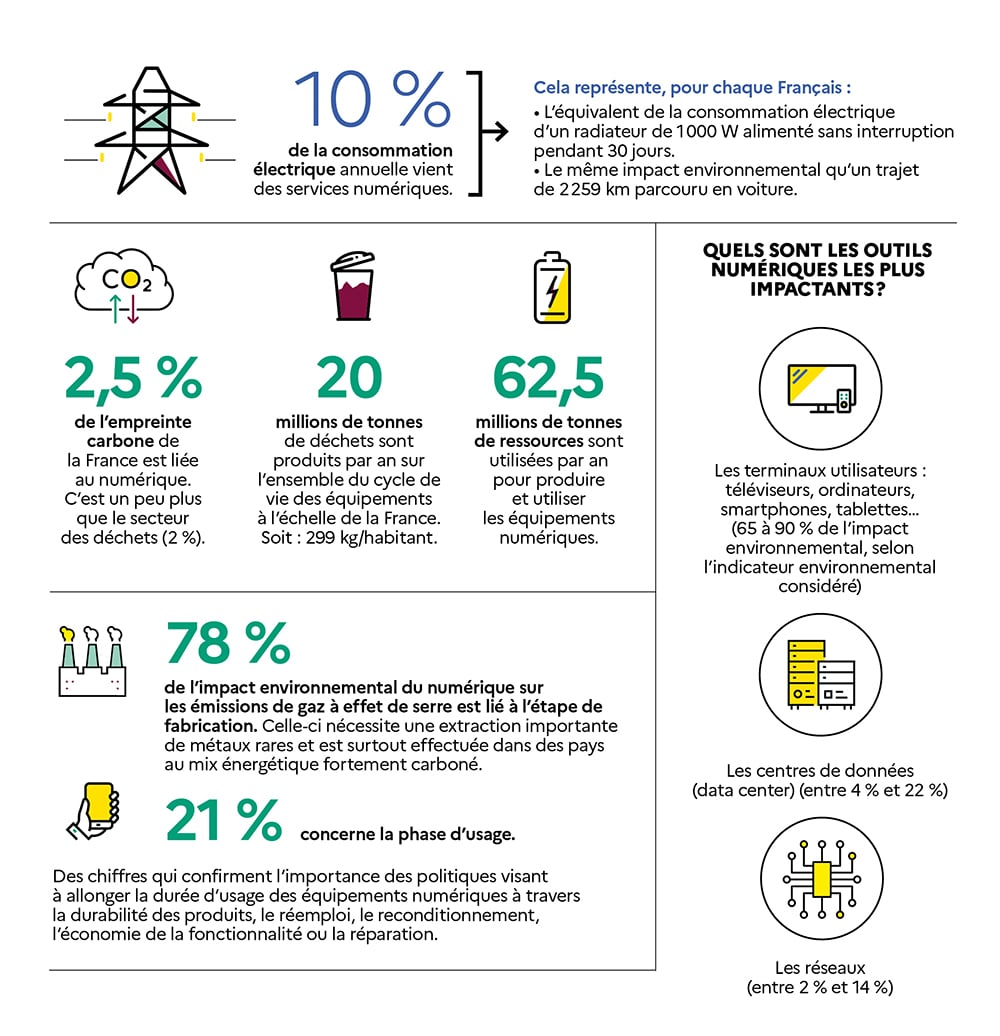 10 %
de la consommation
électrique annuelle vient
des services numériques.
Cela représente, pour chaque Français :
• L’équivalent de la consommation électrique
d’un radiateur de 1 000 W alimenté sans interruption
pendant 30 jours.
• Le même impact environnemental qu’un trajet
de 2 259 km parcouru en voiture.
CO2
2,5 %
de l’empreinte
carbone de
la France est liée
au numérique.
C’est un peu plus
que le secteur
des déchets (2 %).
20
millions de tonnes
de déchets sont
produits par an sur
l’ensemble du cycle de
vie des équipements
à l’échelle de la France.
Soit : 299 kg/habitant.
62,5
millions de tonnes
de ressources sont
utilisées par an
pour produire
et utiliser
les équipements
numériques.
78 %
de l’impact environnemental du numérique sur
les émissions de gaz à effet de serre est lié à l’étape de
fabrication. Celle-ci nécessite une extraction importante
de métaux rares et est surtout effectuée dans des pays
au mix énergétique fortement carboné.
21 %
concerne la phase d’usage.
Des chiffres qui confirment l’importance des politiques visant
à allonger la durée d’usage des équipements numériques à travers
la durabilité des produits, le réemploi, le reconditionnement,
l’économie de la fonctionnalité ou la réparation.
QUELS SONT LES OUTILS
NUMÉRIQUES LES PLUS
IMPACTANTS ?
Les terminaux utilisateurs :
téléviseurs, ordinateurs,
smartphones, tablettes…
(65 à 90 % de l’impact
environnemental, selon
l’indicateur environnemental
considéré)
Les centres de données
(data center) (entre 4 % et 22 %)
Les réseaux
(entre 2 % et 14 %)